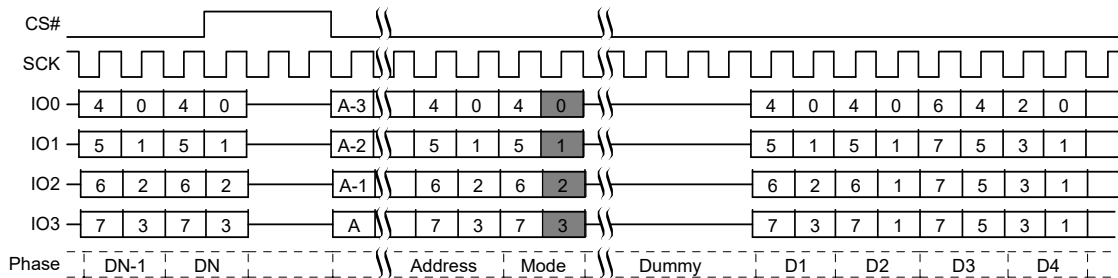 CS#
SCK
IO0 4 0 4 0 A-3 4 0 4 0 4 0 4 0 6 4 2 0
IO1 5 1 5 1 A-2 5 1 5 1 5 1 5 1 7 5 3 1
IO2 6 2 6 2 A-1 6 2 6 2 6 2 6 1 7 5 3 1
IO3 7 3 7 3 A 7 3 7 3 7 3 7 1 7 5 3 1
Phase DN-1 DN Address Mode Dummy D1 D2 D3 D4